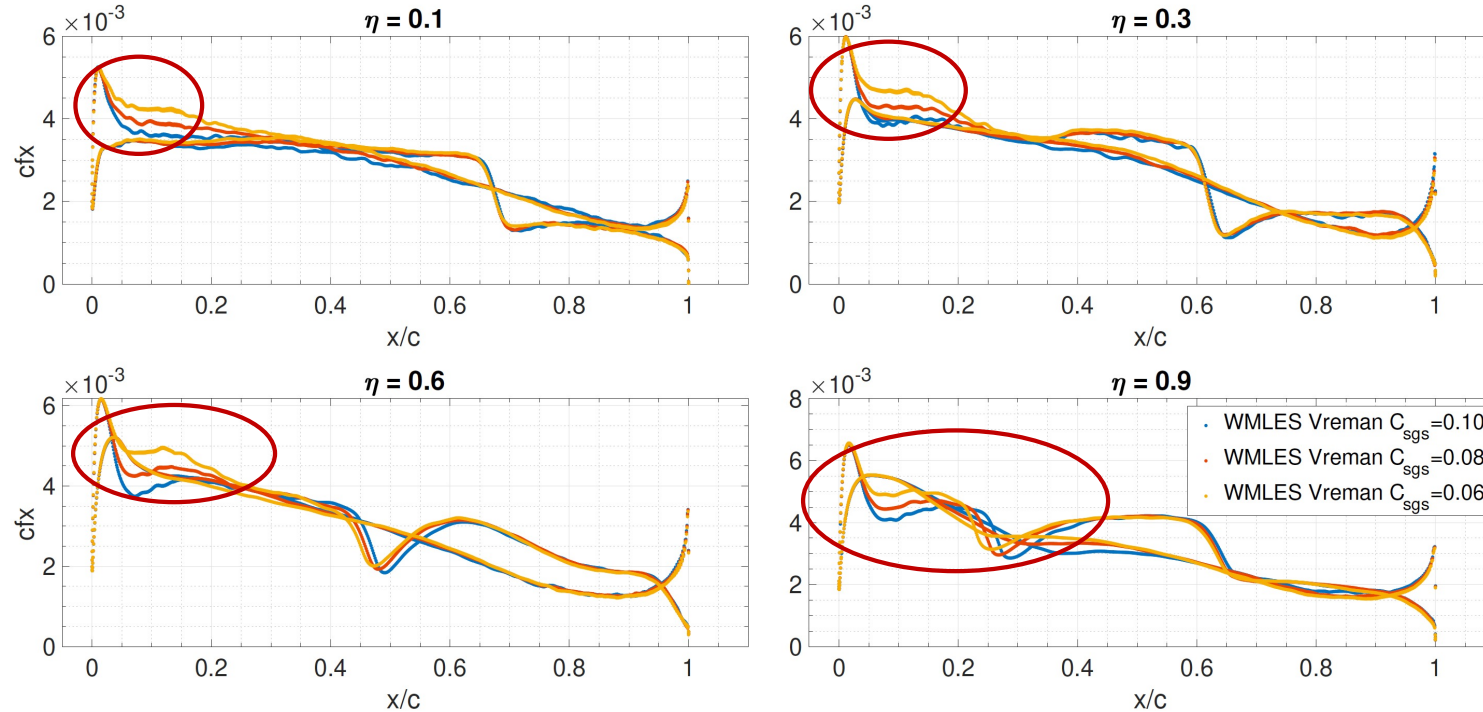 η = 0.1
×10⁻³
6
4
2
0
cfx
0 0.2 0.4 0.6 0.8 1
x/c
η = 0.3
×10⁻³
6
4
2
0
0 0.2 0.4 0.6 0.8 1
x/c
η = 0.6
×10⁻³
6
4
2
0
cfx
0 0.2 0.4 0.6 0.8 1
x/c
η = 0.9
×10⁻³
8
6
4
2
0
0 0.2 0.4 0.6 0.8 1
x/c
WMLES Vreman C_sgs=0.10
WMLES Vreman C_sgs=0.08
WMLES Vreman C_sgs=0.06